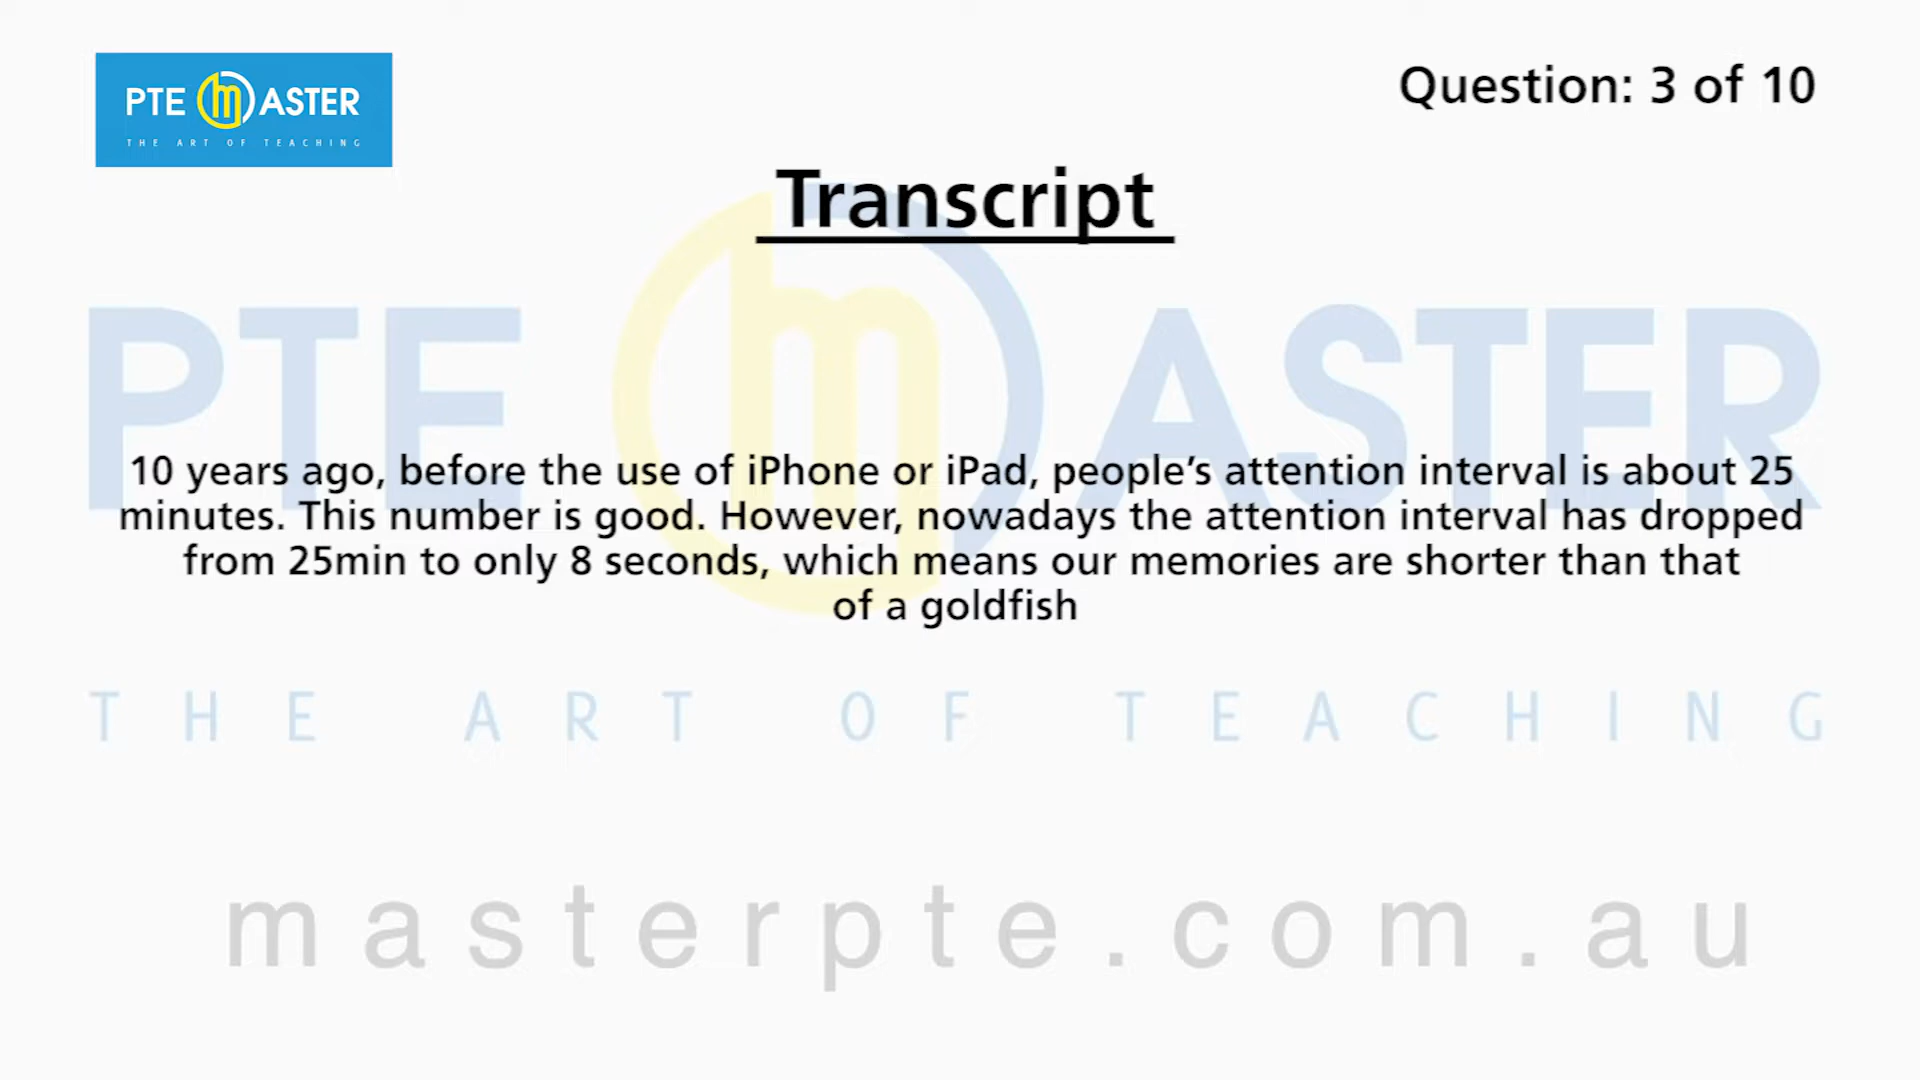 PTE MASTER
THE ART OF TEACHING
Question: 3 of 10
Transcript
PTE MASTER
10 years ago, before the use of iPhone or iPad, people’s attention interval is about 25
minutes. This number is good. However, nowadays the attention interval has dropped
from 25min to only 8 seconds, which means our memories are shorter than that
of a goldfish
THE ART OF TEACHING
masterpte.com.au